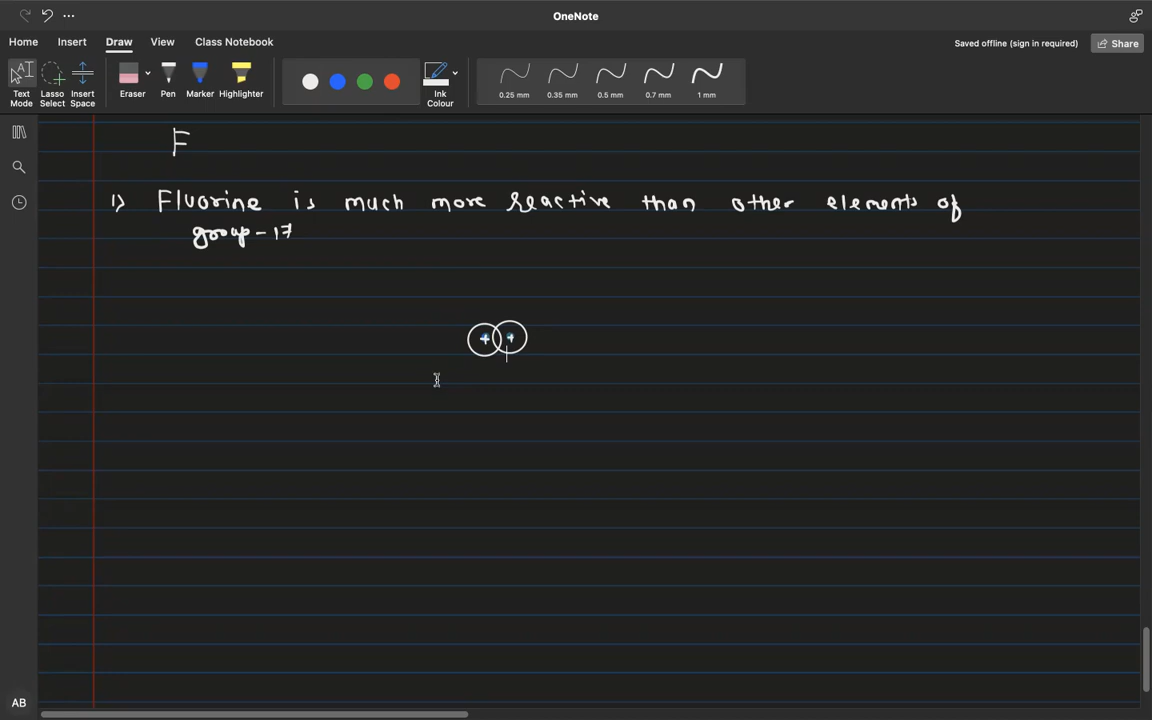 OneNote
Home Insert Draw View Class Notebook
Saved offline (sign in required) Share
Text Mode
Lasso Select
Insert Space
Eraser
Pen
Marker
Highlighter
Ink Colour
0.25 mm 0.35 mm 0.5 mm 0.7 mm 1 mm
F
1) Fluorine is much more reactive than other elements of
group-17
+ +
AB